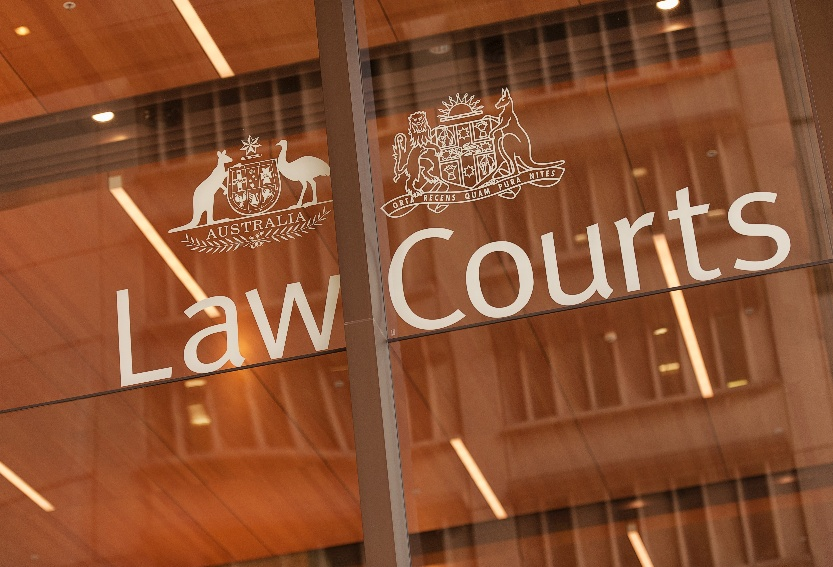 AUSTRALIA
ORTA RECENS QUAM PURA NITES
Law Courts